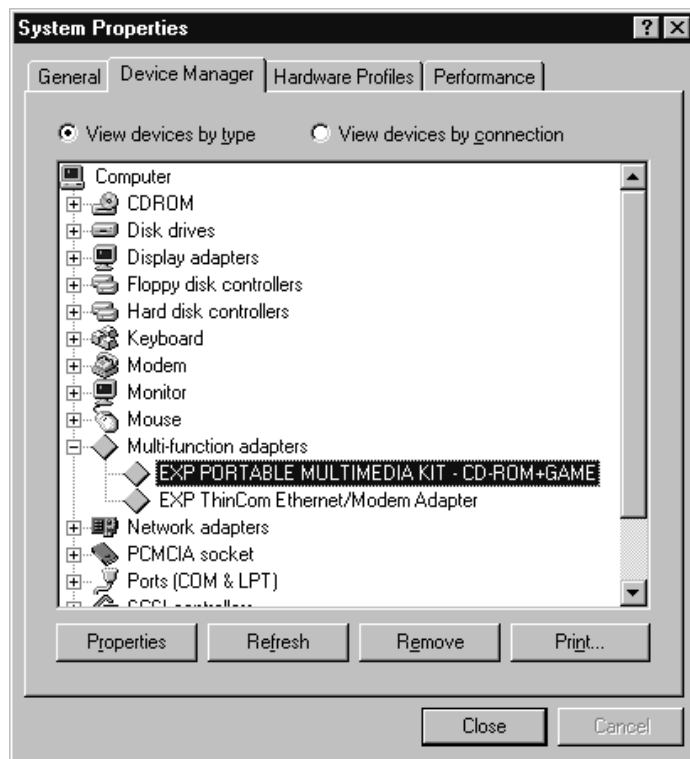 System Properties
General Device Manager Hardware Profiles Performance
View devices by type View devices by connection
Computer
CDROM
Disk drives
Display adapters
Floppy disk controllers
Hard disk controllers
Keyboard
Modem
Monitor
Mouse
Multi-function adapters
EXP PORTABLE MULTIMEDIA KIT - CD-ROM+GAME
EXP ThinCom Ethernet/Modem Adapter
Network adapters
PCMCIA socket
Ports (COM & LPT)
SCSI controllers
Properties Refresh Remove Print...
Close Cancel